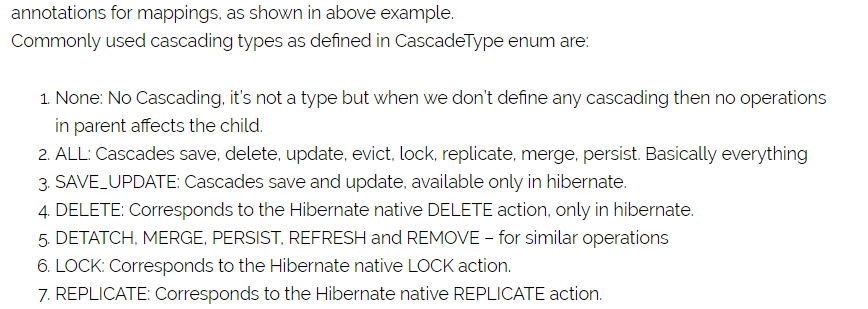 annotations for mappings, as shown in above example.
Commonly used cascading types as defined in CascadeType enum are:
1. None: No Cascading, it's not a type but when we don't define any cascading then no operations
in parent affects the child.
2. ALL: Cascades save, delete, update, evict, lock, replicate, merge, persist. Basically everything
3. SAVE_UPDATE: Cascades save and update, available only in hibernate.
4. DELETE: Corresponds to the Hibernate native DELETE action, only in hibernate.
5. DETATCH, MERGE, PERSIST, REFRESH and REMOVE – for similar operations
6. LOCK: Corresponds to the Hibernate native LOCK action.
7. REPLICATE: Corresponds to the Hibernate native REPLICATE action.